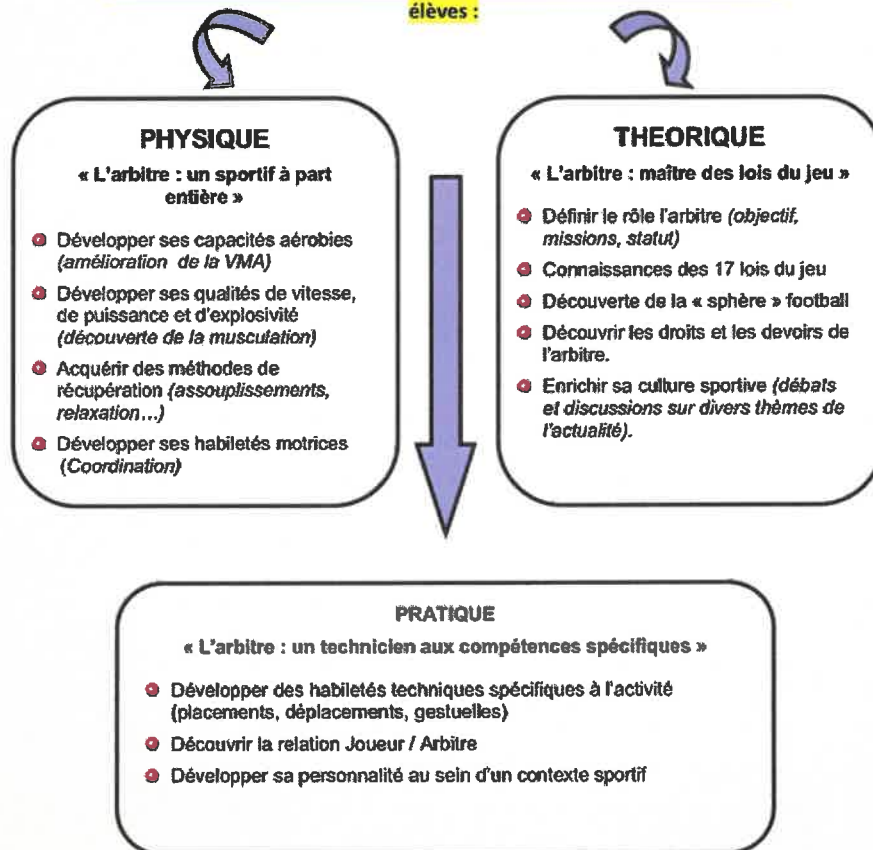 élèves :
PHYSIQUE
« L'arbitre : un sportif à part
entière »
Développer ses capacités aérobies
(amélioration de la VMA)
Développer ses qualités de vitesse,
de puissance et d'explosivité
(découverte de la musculation)
Acquérir des méthodes de
récupération (assouplissements,
relaxation...)
Développer ses habiletés motrices
(Coordination)
THEORIQUE
« L'arbitre : maître des lois du jeu »
Définir le rôle l'arbitre (objectif,
missions, statut)
Connaissances des 17 lois du jeu
Découverte de la « sphère » football
Découvrir les droits et les devoirs de
l'arbitre.
Enrichir sa culture sportive (débats
et discussions sur divers thèmes de
l'actualité).
PRATIQUE
« L'arbitre : un technicien aux compétences spécifiques »
Développer des habiletés techniques spécifiques à l'activité
(placements, déplacements, gestuelles)
Découvrir la relation Joueur / Arbitre
Développer sa personnalité au sein d'un contexte sportif